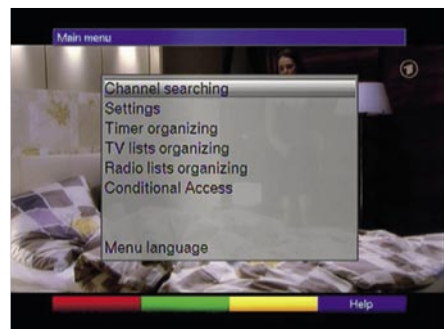 Main menu
Channel searching
Settings
Timer organizing
TV lists organizing
Radio lists organizing
Conditional Access
Menu language
Help